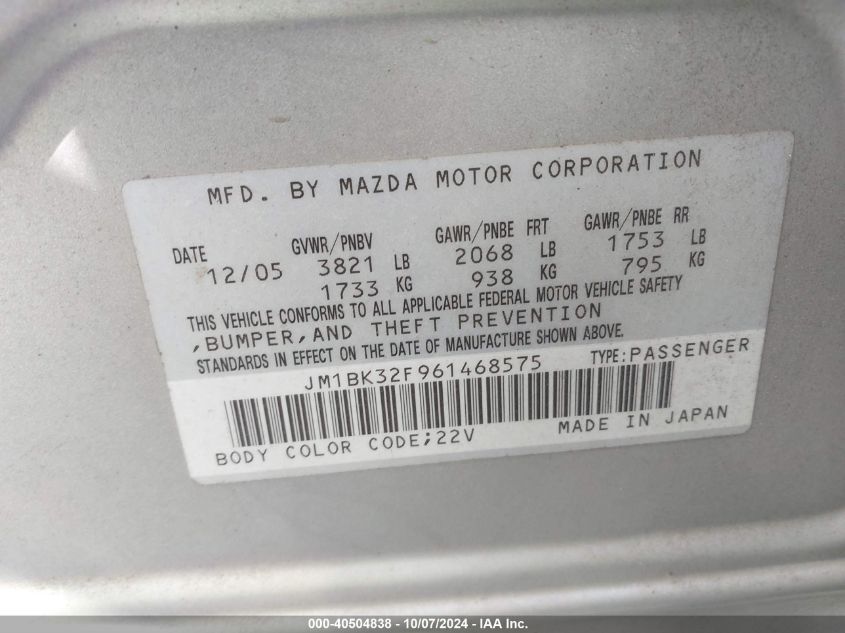 MFD. BY MAZDA MOTOR CORPORATION
DATE GVWR/PNBV GAWR/PNBE FRT GAWR/PNBE RR
12/05 3821 LB 2068 LB 1753 LB
1733 KG 938 KG 795 KG
THIS VEHICLE CONFORMS TO ALL APPLICABLE FEDERAL MOTOR VEHICLE SAFETY
,BUMPER,AND THEFT PREVENTION
STANDARDS IN EFFECT ON THE DATE OF MANUFACTURE SHOWN ABOVE.
JM1BK32F961468575 TYPE:PASSENGER
MADE IN JAPAN
BODY COLOR CODE;22V
000-40504838 - 10/07/2024 - IAA Inc.